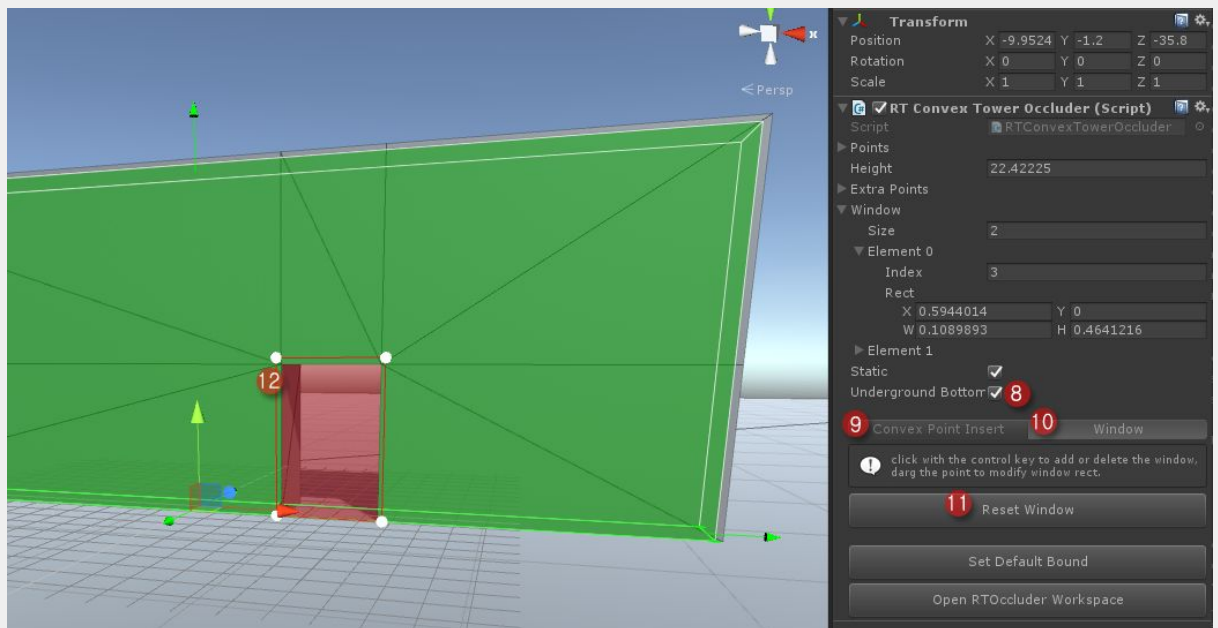 x
<Persp
12
Transform
Position X -9.9524 Y -1.2 Z -35.8
Rotation X 0 Y 0 Z 0
Scale X 1 Y 1 Z 1
RT Convex Tower Occluder (Script)
Script RTConvexTowerOccluder
Points
Height 22.42225
Extra Points
Window
Size 2
Element 0
Index 3
Rect
X 0.5944014 Y 0
W 0.1089893 H 0.4641216
Element 1
Static
Underground Bottom 8
9 Convex Point Insert 10 Window
click with the control key to add or delete the window,
darg the point to modify window rect.
11 Reset Window
Set Default Bound
Open RTOccluder Workspace